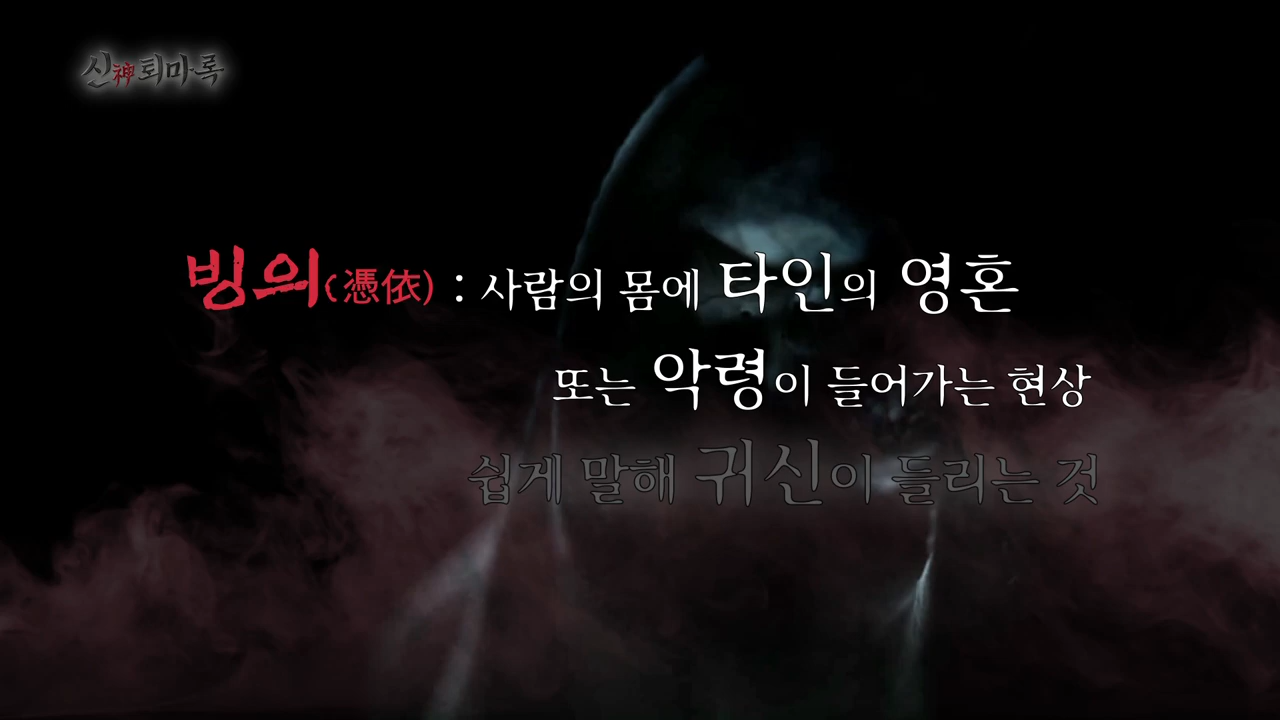 신神퇴마록
빙의(憑依) : 사람의 몸에 타인의 영혼
또는 악령이 들어가는 현상
쉽게 말해 귀신이 들리는 것